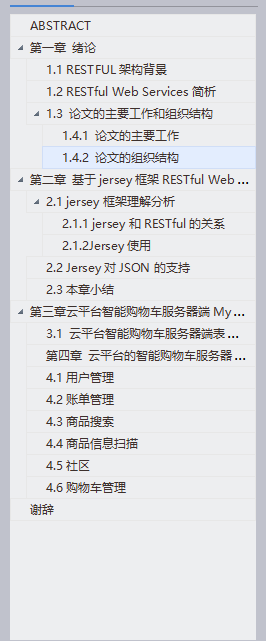 ABSTRACT
第一章 绪论
1.1 RESTFUL 架构背景
1.2 RESTful Web Services 简析
1.3 论文的主要工作和组织结构
1.4.1 论文的主要工作
1.4.2 论文的组织结构
第二章 基于 jersey 框架 RESTful Web ...
2.1 jersey 框架理解分析
2.1.1 jersey 和 RESTful 的关系
2.1.2Jersey 使用
2.2 Jersey 对 JSON 的支持
2.3 本章小结
第三章云平台智能购物车服务器端 My ...
3.1 云平台智能购物车服务器端表 ...
第四章 云平台的智能购物车服务器 ...
4.1 用户管理
4.2 账单管理
4.3 商品搜索
4.4 商品信息扫描
4.5 社区
4.6 购物车管理
谢辞